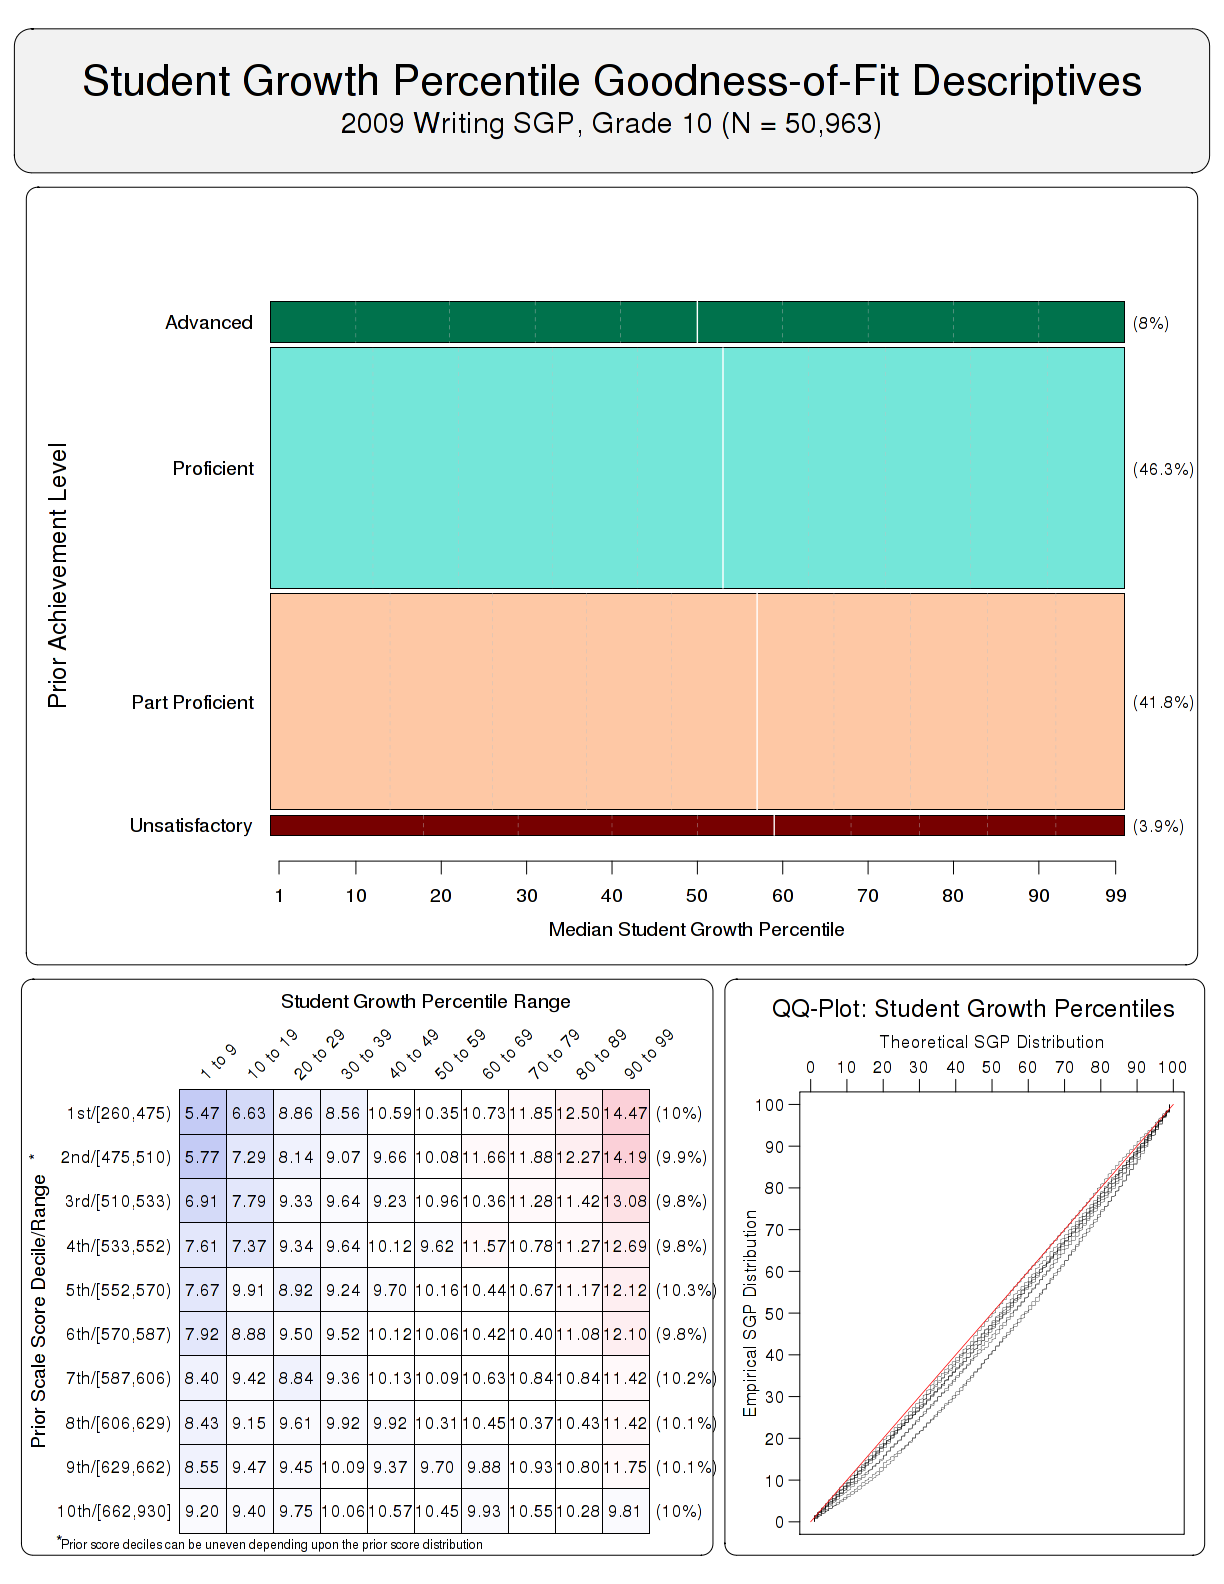 Student Growth Percentile Goodness-of-Fit Descriptives
2009 Writing SGP, Grade 10 (N = 50,963)
Prior Achievement Level
Advanced (8%)
Proficient (46.3%)
Part Proficient (41.8%)
Unsatisfactory (3.9%)
1 10 20 30 40 50 60 70 80 90 99
Median Student Growth Percentile
Student Growth Percentile Range
1 to 9 10 to 19 20 to 29 30 to 39 40 to 49 50 to 59 60 to 69 70 to 79 80 to 89 90 to 99
Prior Scale Score Decile/Range *
1st/[260,475) 5.47 6.63 8.86 8.56 10.59 10.35 10.73 11.85 12.50 14.47 (10%)
2nd/[475,510) 5.77 7.29 8.14 9.07 9.66 10.08 11.66 11.88 12.27 14.19 (9.9%)
3rd/[510,533) 6.91 7.79 9.33 9.64 9.23 10.96 10.36 11.28 11.42 13.08 (9.8%)
4th/[533,552) 7.61 7.37 9.34 9.64 10.12 9.62 11.57 10.78 11.27 12.69 (9.8%)
5th/[552,570) 7.67 9.91 8.92 9.24 9.70 10.16 10.44 10.67 11.17 12.12 (10.3%)
6th/[570,587) 7.92 8.88 9.50 9.52 10.12 10.06 10.42 10.40 11.08 12.10 (9.8%)
7th/[587,606) 8.40 9.42 8.84 9.36 10.13 10.09 10.63 10.84 10.84 11.42 (10.2%)
8th/[606,629) 8.43 9.15 9.61 9.92 9.92 10.31 10.45 10.37 10.43 11.42 (10.1%)
9th/[629,662) 8.55 9.47 9.45 10.09 9.37 9.70 9.88 10.93 10.80 11.75 (10.1%)
10th/[662,930] 9.20 9.40 9.75 10.06 10.57 10.45 9.93 10.55 10.28 9.81 (10%)
*Prior score deciles can be uneven depending upon the prior score distribution
QQ-Plot: Student Growth Percentiles
Theoretical SGP Distribution
0 10 20 30 40 50 60 70 80 90 100
Empirical SGP Distribution
100
90
80
70
60
50
40
30
20
10
0